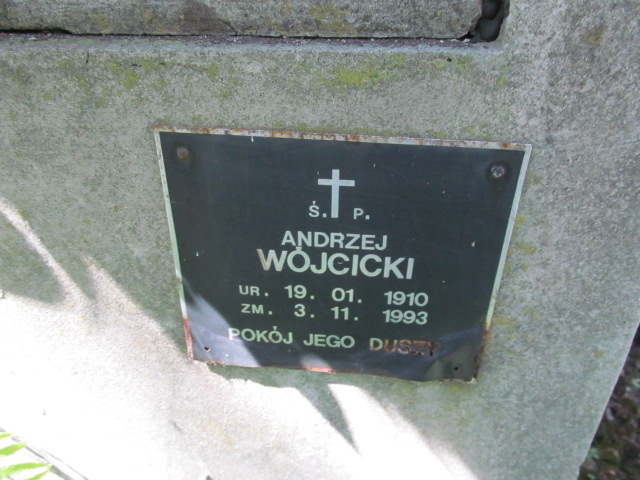 Ś. P.
ANDRZEJ
WÓJCICKI
UR. 19. 01. 1910
ZM. 3. 11. 1993
POKÓJ JEGO DUSZY